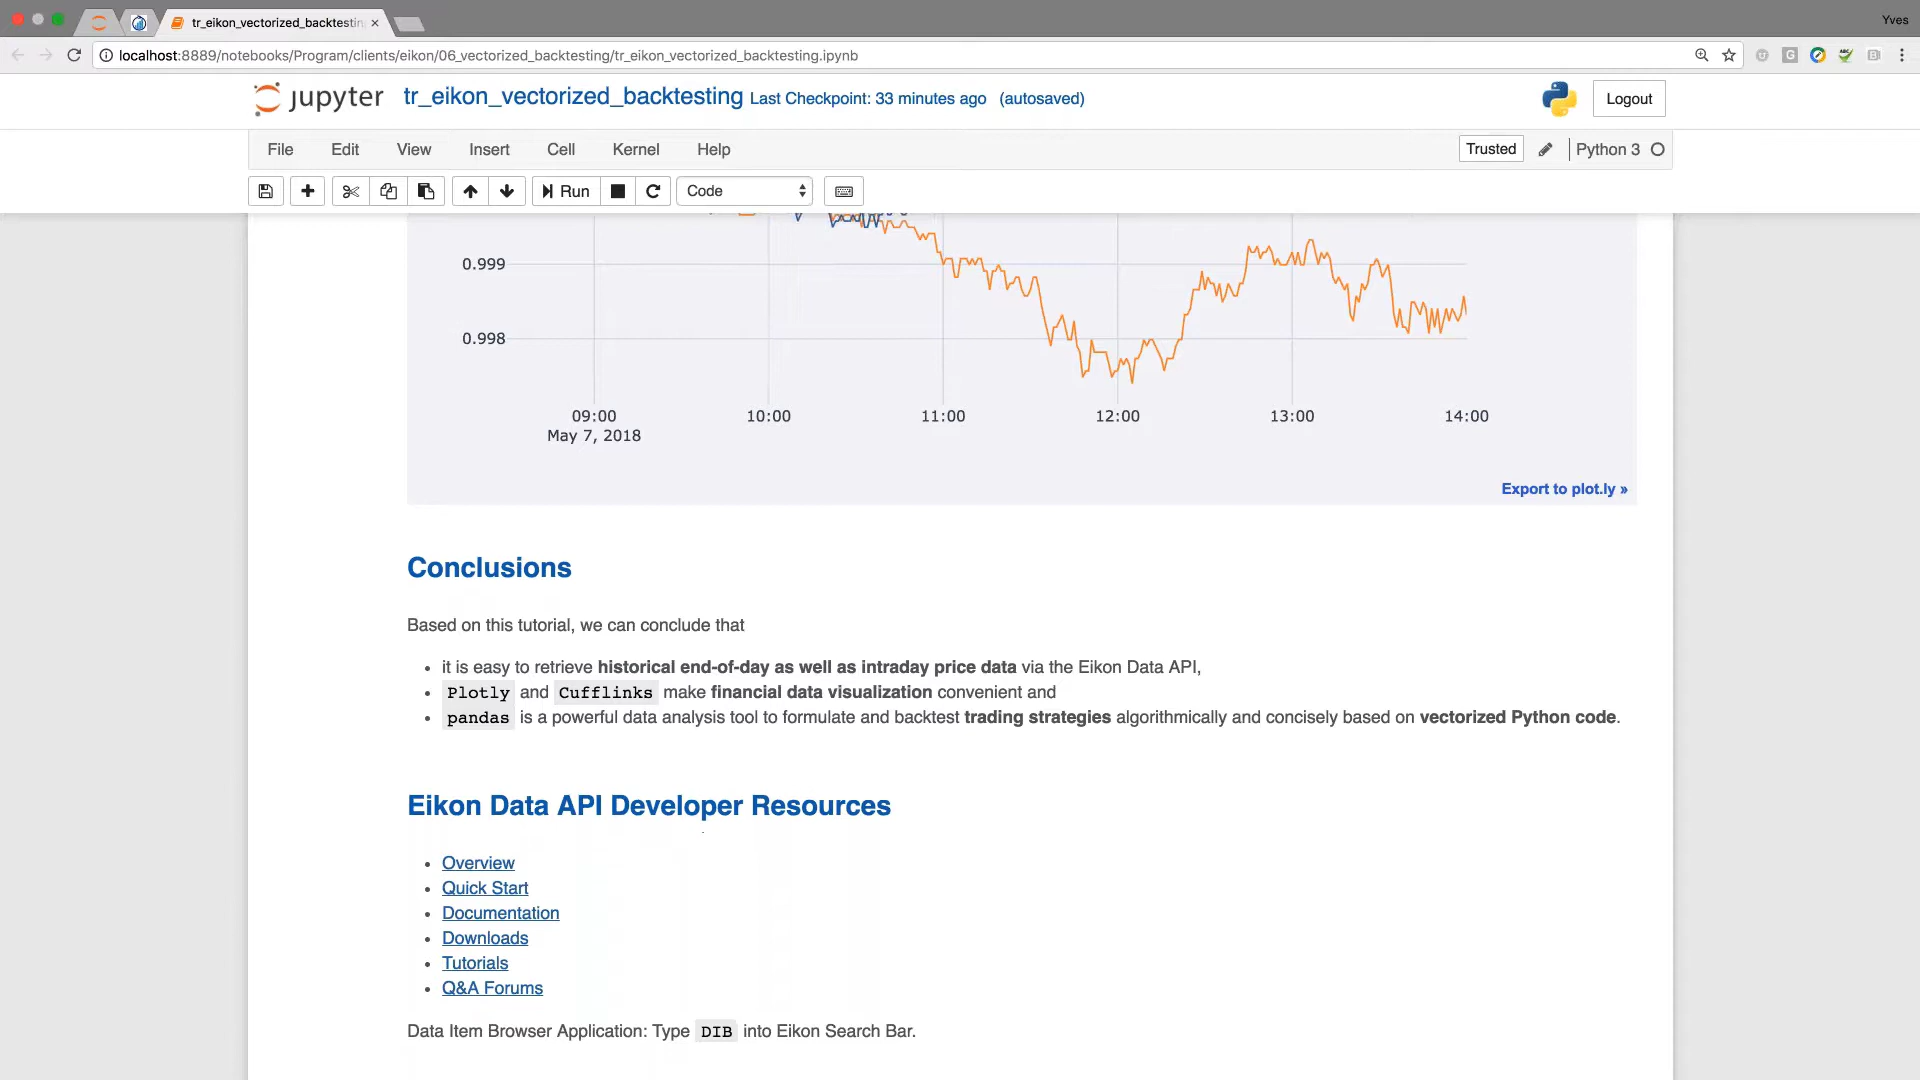 tr_eikon_vectorized_backtestin
Yves
localhost:8889/notebooks/Program/clients/eikon/06_vectorized_backtesting/tr_eikon_vectorized_backtesting.ipynb
jupyter tr_eikon_vectorized_backtesting Last Checkpoint: 33 minutes ago (autosaved)
Logout
File Edit View Insert Cell Kernel Help
Trusted
Python 3
Run
Code
0.999
0.998
09:00 10:00 11:00 12:00 13:00 14:00
May 7, 2018
Export to plot.ly »
Conclusions
Based on this tutorial, we can conclude that
• it is easy to retrieve historical end-of-day as well as intraday price data via the Eikon Data API,
• Plotly and Cufflinks make financial data visualization convenient and
• pandas is a powerful data analysis tool to formulate and backtest trading strategies algorithmically and concisely based on vectorized Python code.
Eikon Data API Developer Resources
• Overview
• Quick Start
• Documentation
• Downloads
• Tutorials
• Q&A Forums
Data Item Browser Application: Type DIB into Eikon Search Bar.